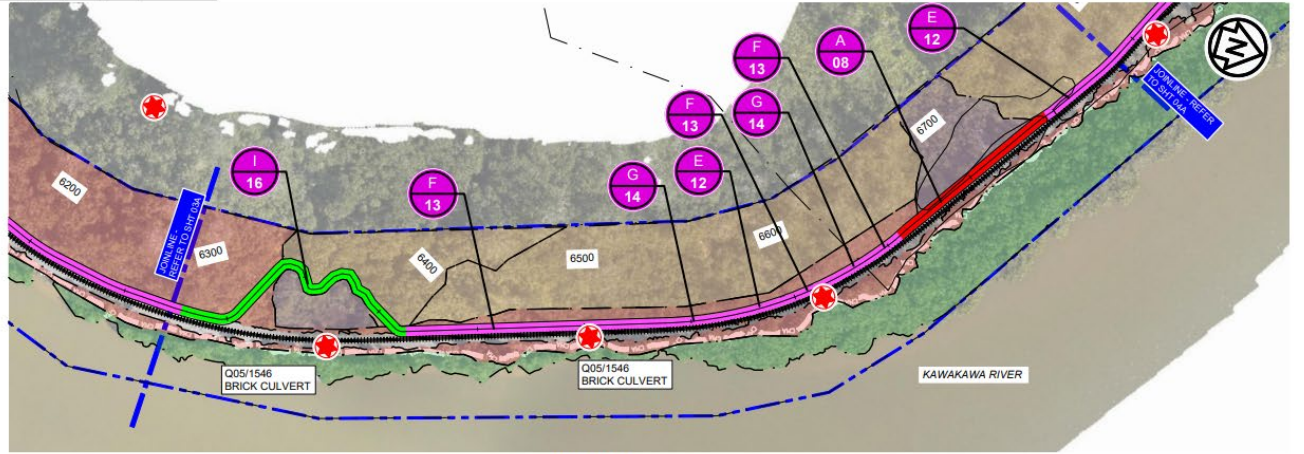 E
12
F
13
A
08
N
G
14
F
13
JOINLINE - REFER
TO SHT 04A
6700
I
16
F
13
G
14
E
12
6200
JOINLINE -
REFER TO SHT 03A
6300
6400
6500
6600
Q05/1546
BRICK CULVERT
Q05/1546
BRICK CULVERT
KAWAKAWA RIVER